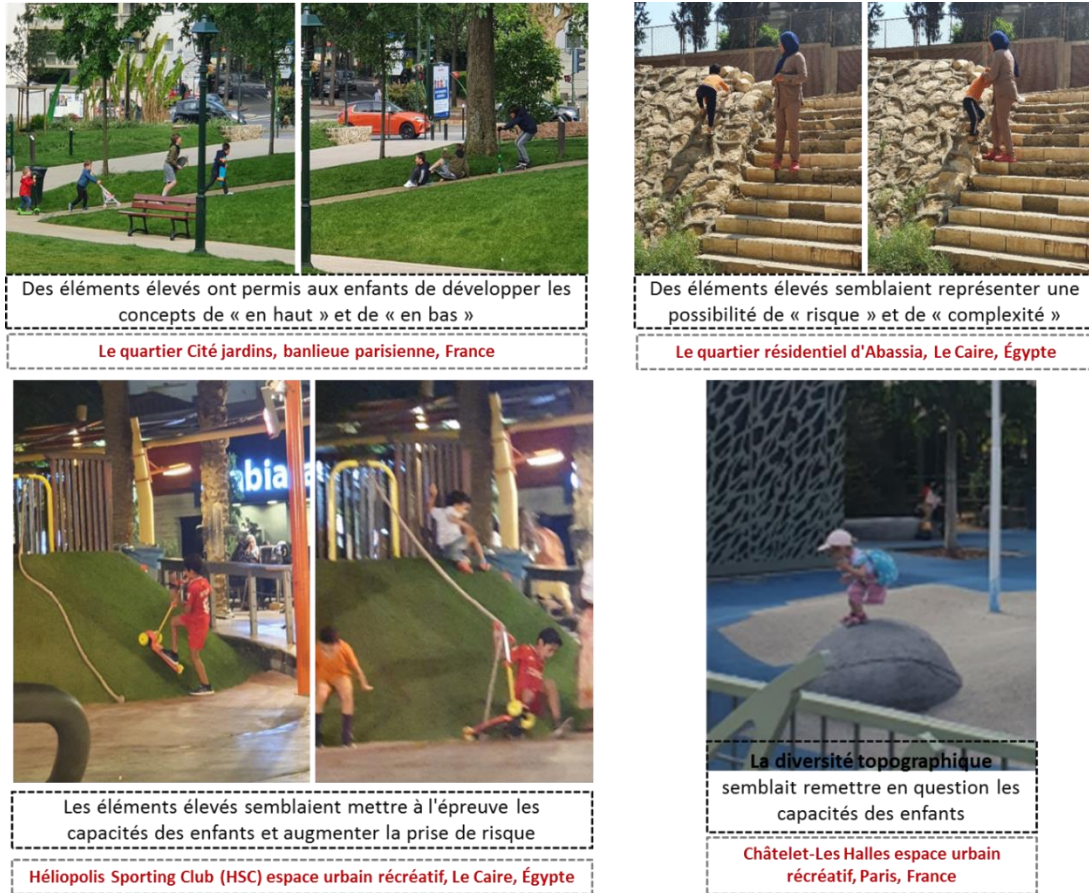 Des éléments élevés ont permis aux enfants de développer les
concepts de « en haut » et de « en bas »
Le quartier Cité jardins, banlieue parisienne, France
Des éléments élevés semblaient représenter une
possibilité de « risque » et de « complexité »
Le quartier résidentiel d'Abassia, Le Caire, Égypte
abia
Les éléments élevés semblaient mettre à l'épreuve les
capacités des enfants et augmenter la prise de risque
Héliopolis Sporting Club (HSC) espace urbain récréatif, Le Caire, Égypte
La diversité topographique
semblait remettre en question les
capacités des enfants
Châtelet-Les Halles espace urbain
récréatif, Paris, France